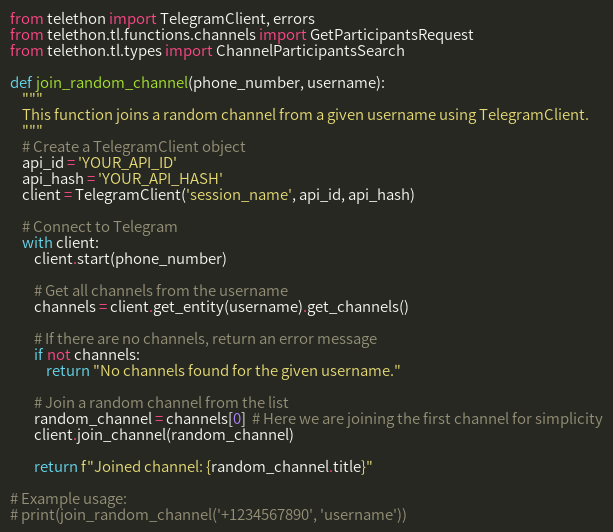 from telethon import TelegramClient, errors
from telethon.tl.functions.channels import GetParticipantsRequest
from telethon.tl.types import ChannelParticipantsSearch

def join_random_channel(phone_number, username):
    """
    This function joins a random channel from a given username using TelegramClient.
    """
    # Create a TelegramClient object
    api_id = 'YOUR_API_ID'
    api_hash = 'YOUR_API_HASH'
    client = TelegramClient('session_name', api_id, api_hash)

    # Connect to Telegram
    with client:
        client.start(phone_number)

        # Get all channels from the username
        channels = client.get_entity(username).get_channels()

        # If there are no channels, return an error message
        if not channels:
            return "No channels found for the given username."

        # Join a random channel from the list
        random_channel = channels[0]  # Here we are joining the first channel for simplicity
        client.join_channel(random_channel)

        return f"Joined channel: {random_channel.title}"

# Example usage:
# print(join_random_channel('+1234567890', 'username'))